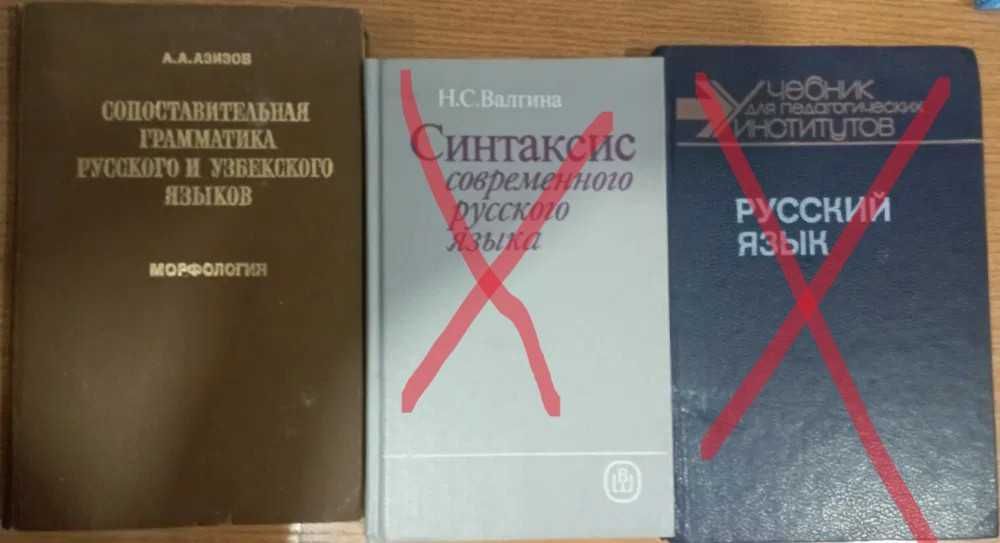 А.А.АЗИЗОВ
СОПОСТАВИТЕЛЬНАЯ
ГРАММАТИКА
РУССКОГО И УЗБЕКСКОГО
ЯЗЫКОВ
МОРФОЛОГИЯ
Н.С.Валгина
Синтаксис
современного
русского
языка
Учебник
для педагогических
институтов
РУССКИЙ
ЯЗЫК